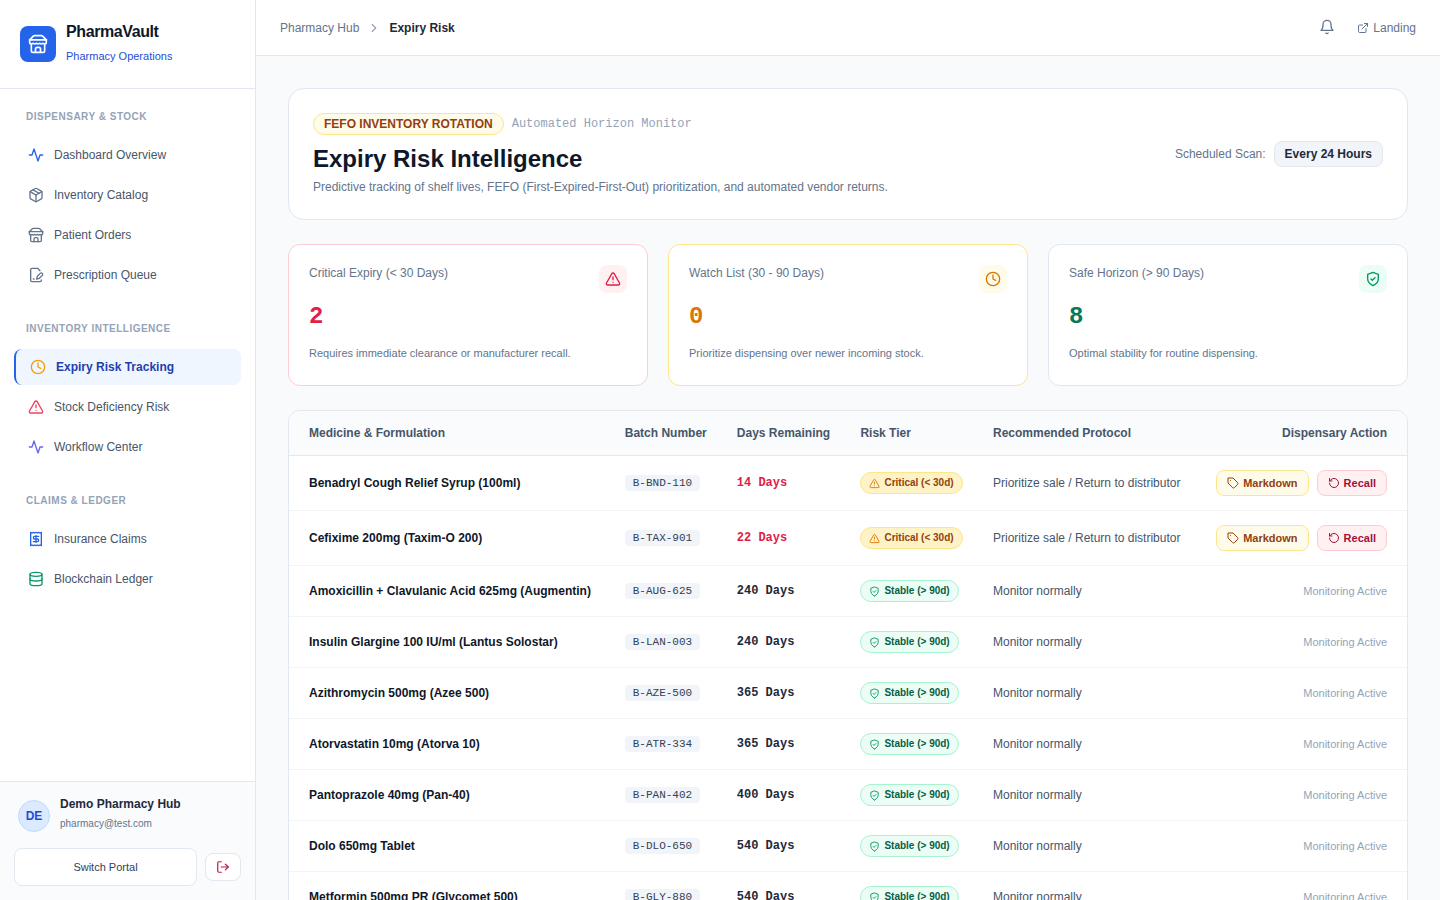 PharmaVault
Pharmacy Operations
DISPENSARY & STOCK
Dashboard Overview
Inventory Catalog
Patient Orders
Prescription Queue
INVENTORY INTELLIGENCE
Expiry Risk Tracking
Stock Deficiency Risk
Workflow Center
CLAIMS & LEDGER
Insurance Claims
Blockchain Ledger
DE
Demo Pharmacy Hub
pharmacy@test.com
Switch Portal
Pharmacy Hub > Expiry Risk
Landing
FEFO INVENTORY ROTATION Automated Horizon Monitor
Expiry Risk Intelligence
Predictive tracking of shelf lives, FEFO (First-Expired-First-Out) prioritization, and automated vendor returns.
Scheduled Scan: Every 24 Hours
Critical Expiry (< 30 Days)
2
Requires immediate clearance or manufacturer recall.
Watch List (30 - 90 Days)
0
Prioritize dispensing over newer incoming stock.
Safe Horizon (> 90 Days)
8
Optimal stability for routine dispensing.
Medicine & Formulation Batch Number Days Remaining Risk Tier Recommended Protocol Dispensary Action
Benadryl Cough Relief Syrup (100ml) B-BND-110 14 Days Critical (< 30d) Prioritize sale / Return to distributor Markdown Recall
Cefixime 200mg (Taxim-O 200) B-TAX-901 22 Days Critical (< 30d) Prioritize sale / Return to distributor Markdown Recall
Amoxicillin + Clavulanic Acid 625mg (Augmentin) B-AUG-625 240 Days Stable (> 90d) Monitor normally Monitoring Active
Insulin Glargine 100 IU/ml (Lantus Solostar) B-LAN-003 240 Days Stable (> 90d) Monitor normally Monitoring Active
Azithromycin 500mg (Azee 500) B-AZE-500 365 Days Stable (> 90d) Monitor normally Monitoring Active
Atorvastatin 10mg (Atorva 10) B-ATR-334 365 Days Stable (> 90d) Monitor normally Monitoring Active
Pantoprazole 40mg (Pan-40) B-PAN-402 400 Days Stable (> 90d) Monitor normally Monitoring Active
Dolo 650mg Tablet B-DLO-650 540 Days Stable (> 90d) Monitor normally Monitoring Active
Metformin 500mg PR (Glycomet 500) B-GLY-880 540 Days Stable (> 90d) Monitor normally Monitoring Active